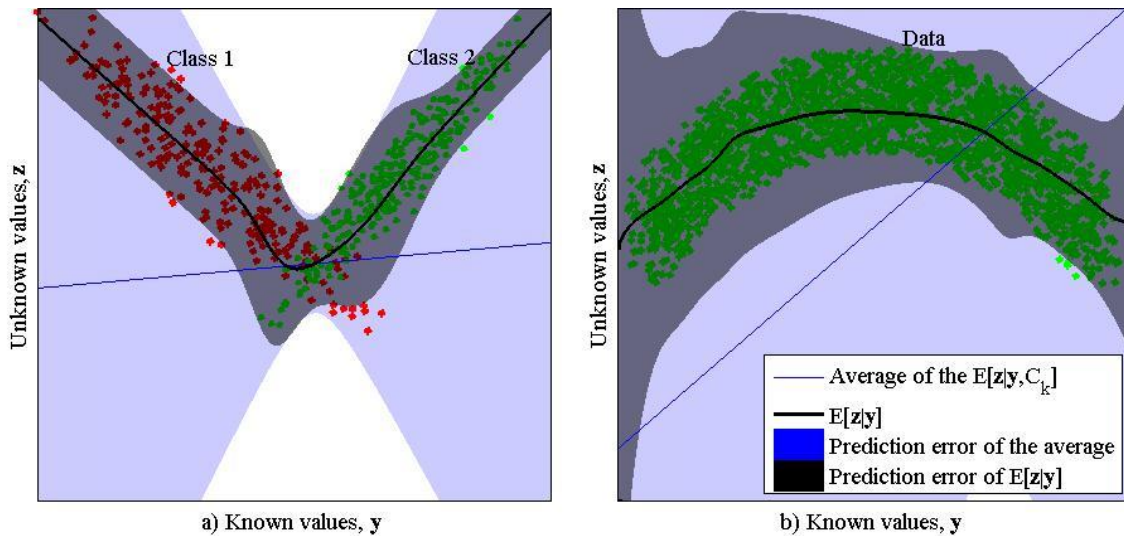 Class 1
Class 2
Unknown values, z
a) Known values, y
Data
Unknown values, z
Average of the E[z|y,C_k]
E[z|y]
Prediction error of the average
Prediction error of E[z|y]
b) Known values, y